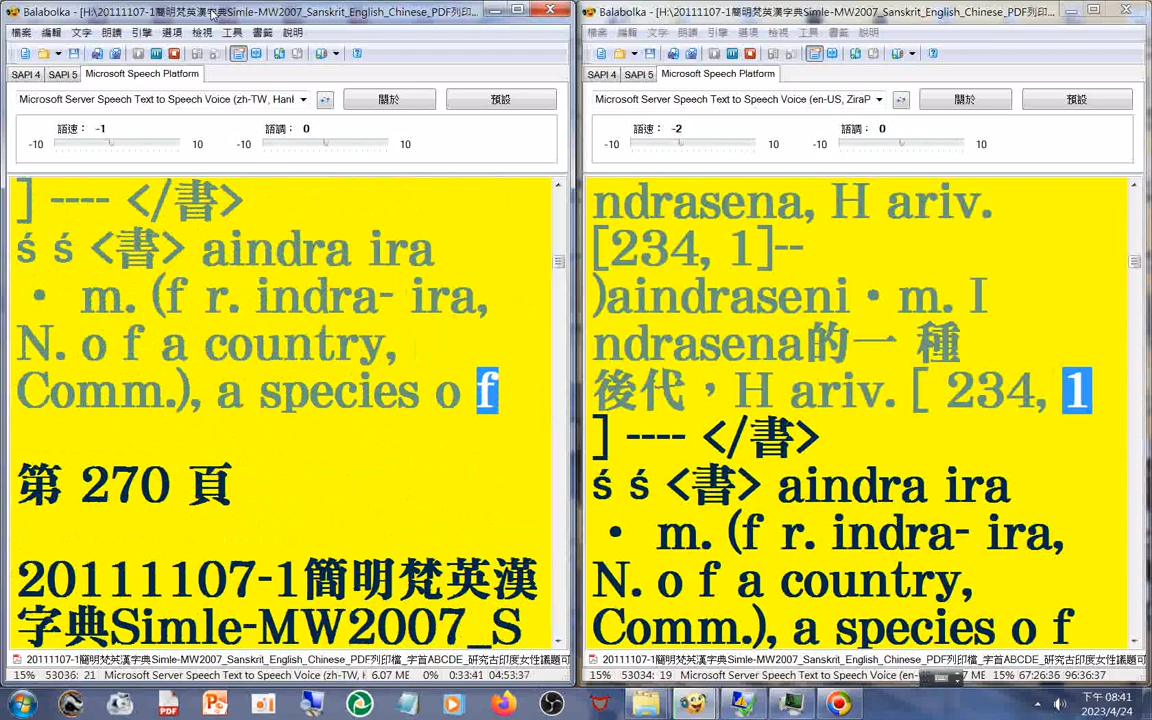 Balabolka - [H:\20111107-1簡明梵英漢字典Simle-MW2007_Sanskrit_English_Chinese_PDF列印...
檔案 編輯 文字 朗讀 引擎 選項 檢視 工具 書籤 說明
SAPI 4 SAPI 5 Microsoft Speech Platform
Microsoft Server Speech Text to Speech Voice (zh-TW, HanH
關於 預設
語速: -1 語調: 0
-10 10 -10 10
] ---- </書>
ś ś <書> aindra ira
• m. (f r. indra- ira,
N. o f a country,
Comm.), a species o f
第 270 頁
20111107-1簡明梵英漢
字典Simle-MW2007_S
20111107-1簡明梵英漢字典Simle-MW2007_Sanskrit_English_Chinese_PDF列印檔_字首ABCDE_研究古印度女性議題可
15% 53036: 21 Microsoft Server Speech Text to Speech Voice (zh-TW, H 6.07 ME 0% 0:33:41 04:53:37
Balabolka - [H:\20111107-1簡明梵英漢字典Simle-MW2007_Sanskrit_English_Chinese_PDF列印...
檔案 編輯 文字 朗讀 引擎 選項 檢視 工具 書籤 說明
SAPI 4 SAPI 5 Microsoft Speech Platform
Microsoft Server Speech Text to Speech Voice (en-US, ZiraP
關於 預設
語速: -2 語調: 0
-10 10 -10 10
ndrasena, H ariv.
[234, 1]--
)aindraseni • m. I
ndrasena的一 種
後代，H ariv. [ 234, 1
] ---- </書>
ś ś <書> aindra ira
• m. (f r. indra- ira,
N. o f a country,
Comm.), a species o f
20111107-1簡明梵英漢字典Simle-MW2007_Sanskrit_English_Chinese_PDF列印檔_字首ABCDE_研究古印度女性議題可
15% 53034: 19 Microsoft Server Speech Text to Speech Voice ME 15% 67:26:36 96:36:37
下午 08:41
2023/4/24